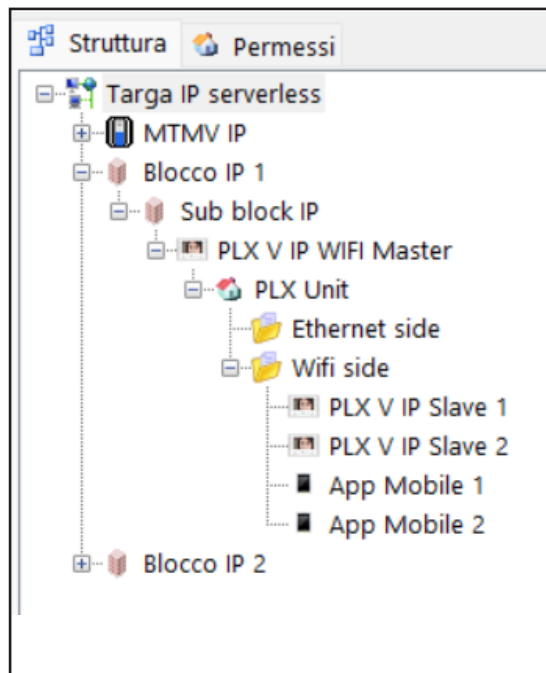 Struttura Permessi
Targa IP serverless
MTMV IP
Blocco IP 1
Sub block IP
PLX V IP WIFI Master
PLX Unit
Ethernet side
Wifi side
PLX V IP Slave 1
PLX V IP Slave 2
App Mobile 1
App Mobile 2
Blocco IP 2